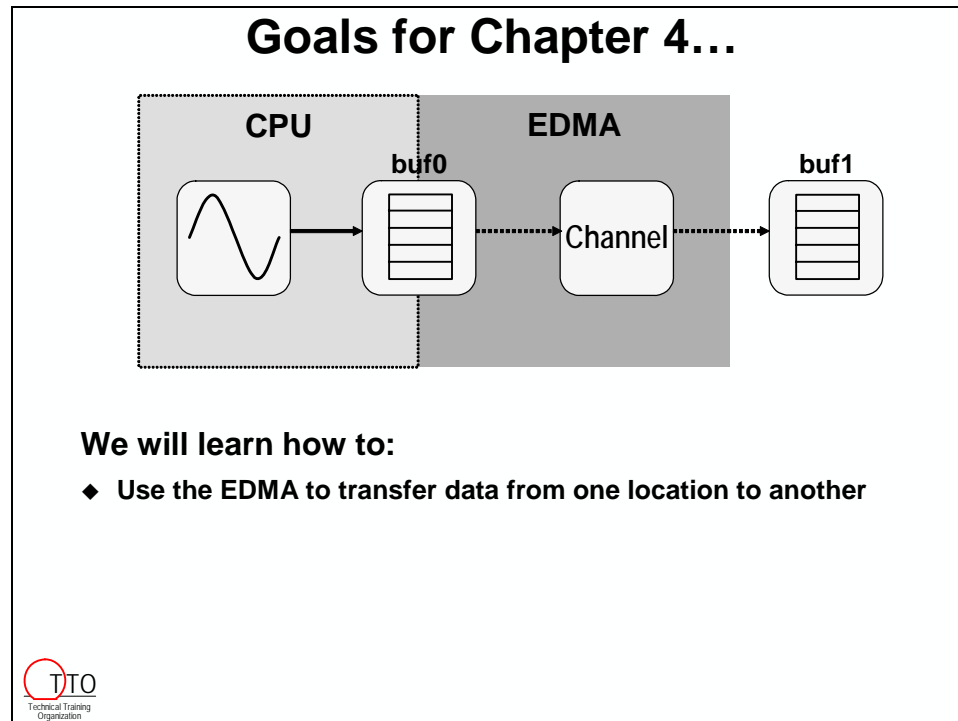 Goals for Chapter 4…
CPU
EDMA
buf0
buf1
Channel
We will learn how to:
◆ Use the EDMA to transfer data from one location to another
TTO
Technical Training
Organization